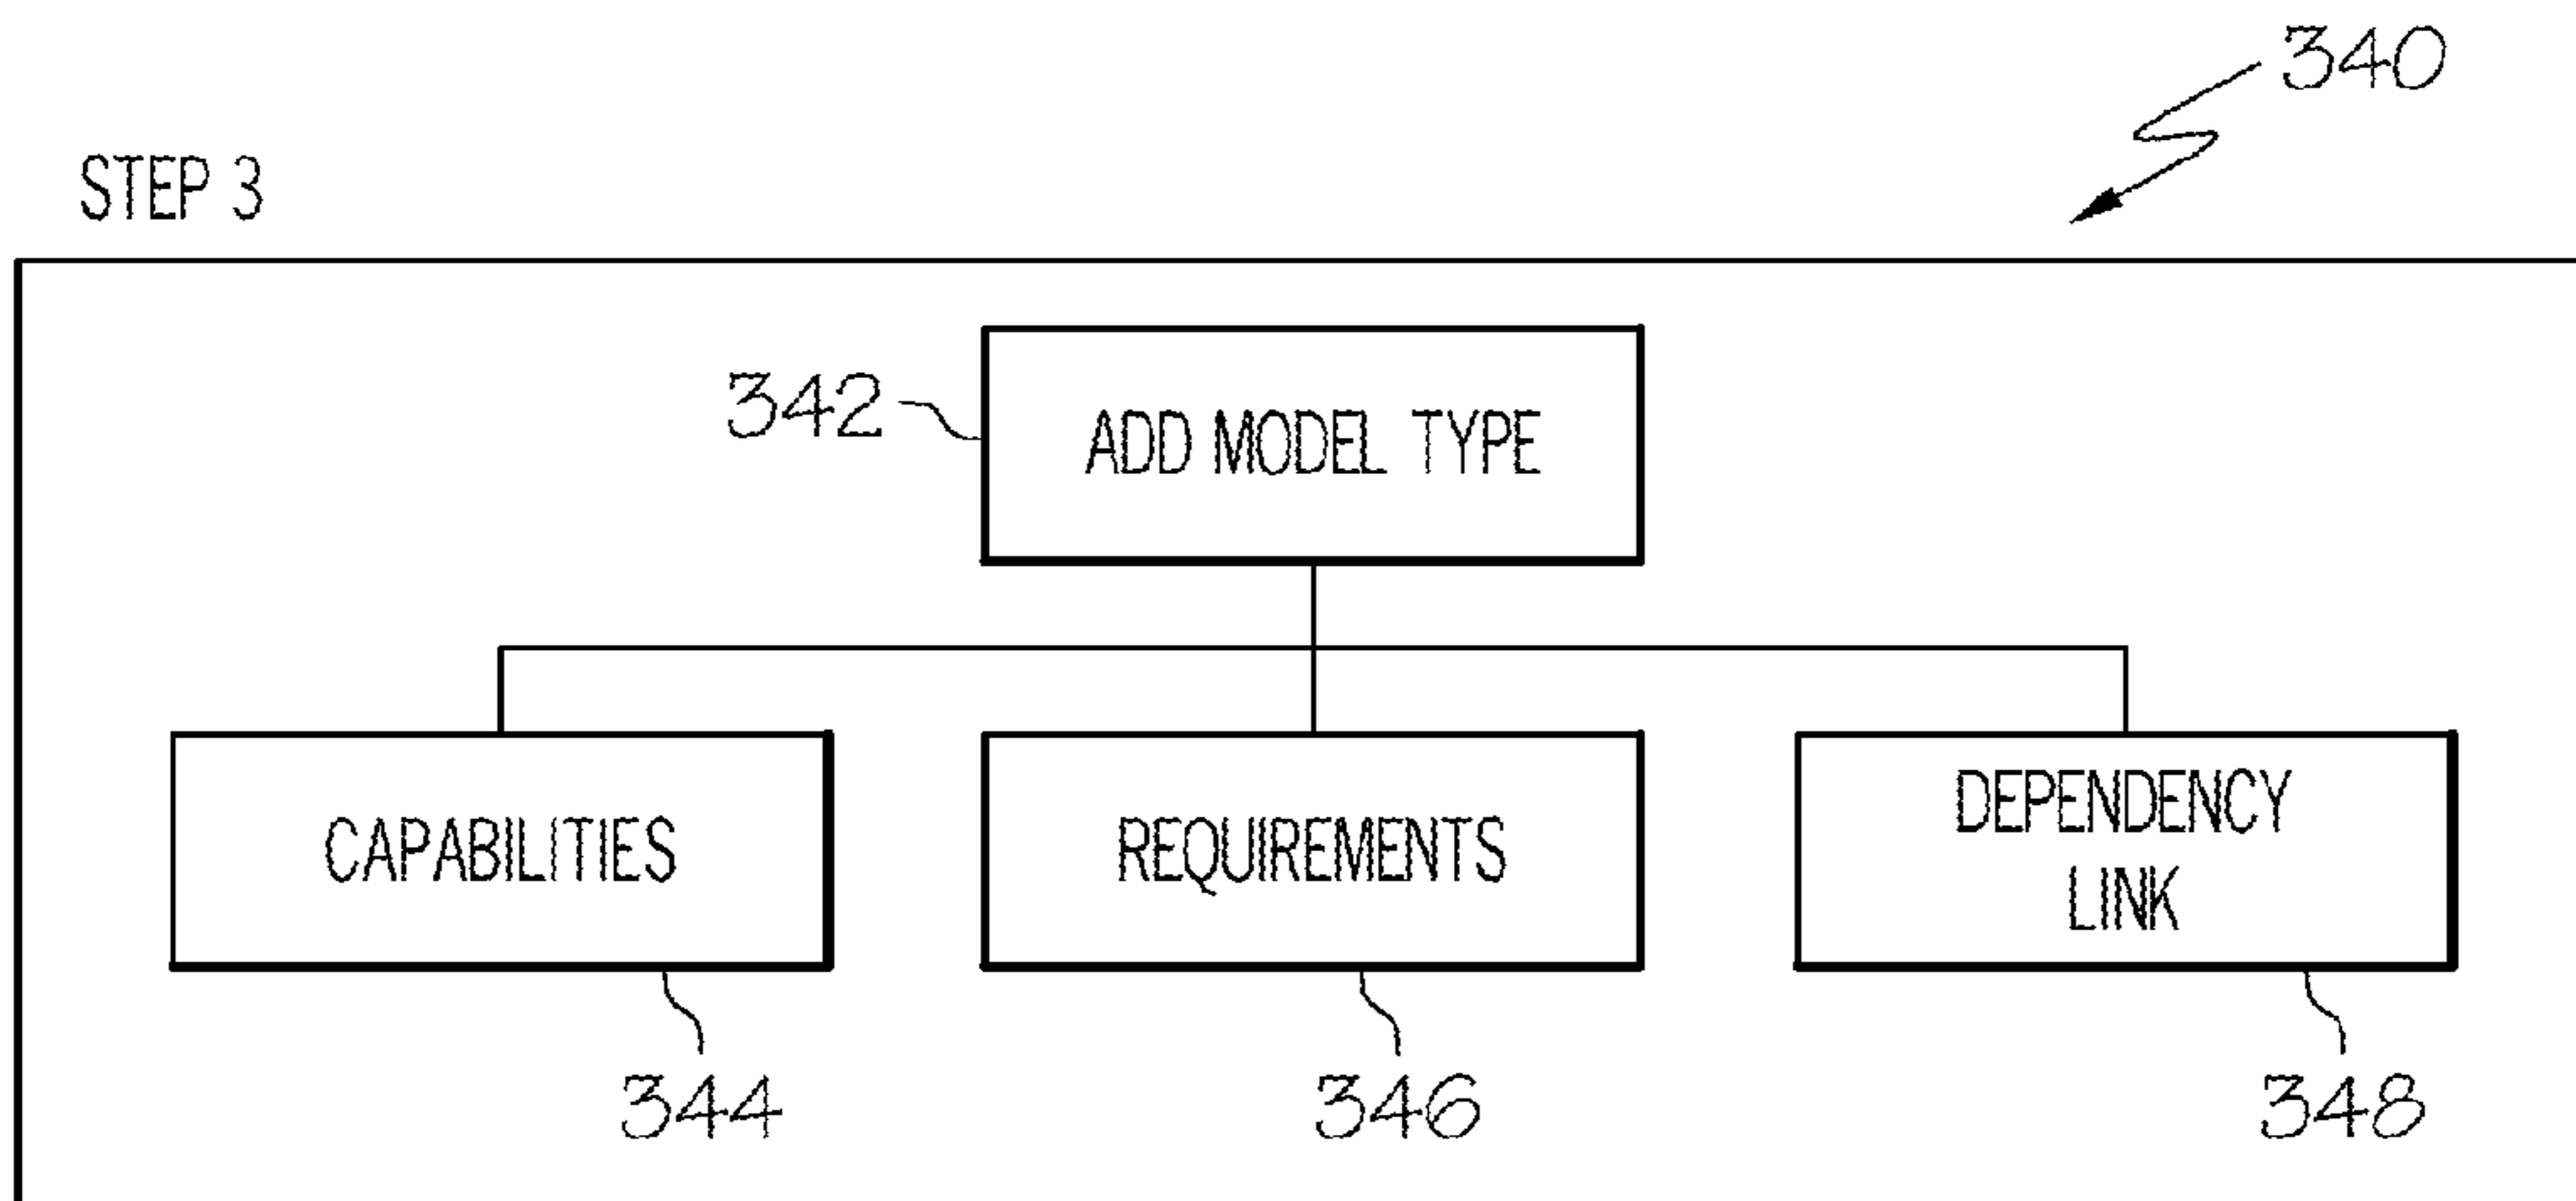 340
STEP 3
342
ADD MODEL TYPE
CAPABILITIES
REQUIREMENTS
DEPENDENCY
LINK
344
346
348